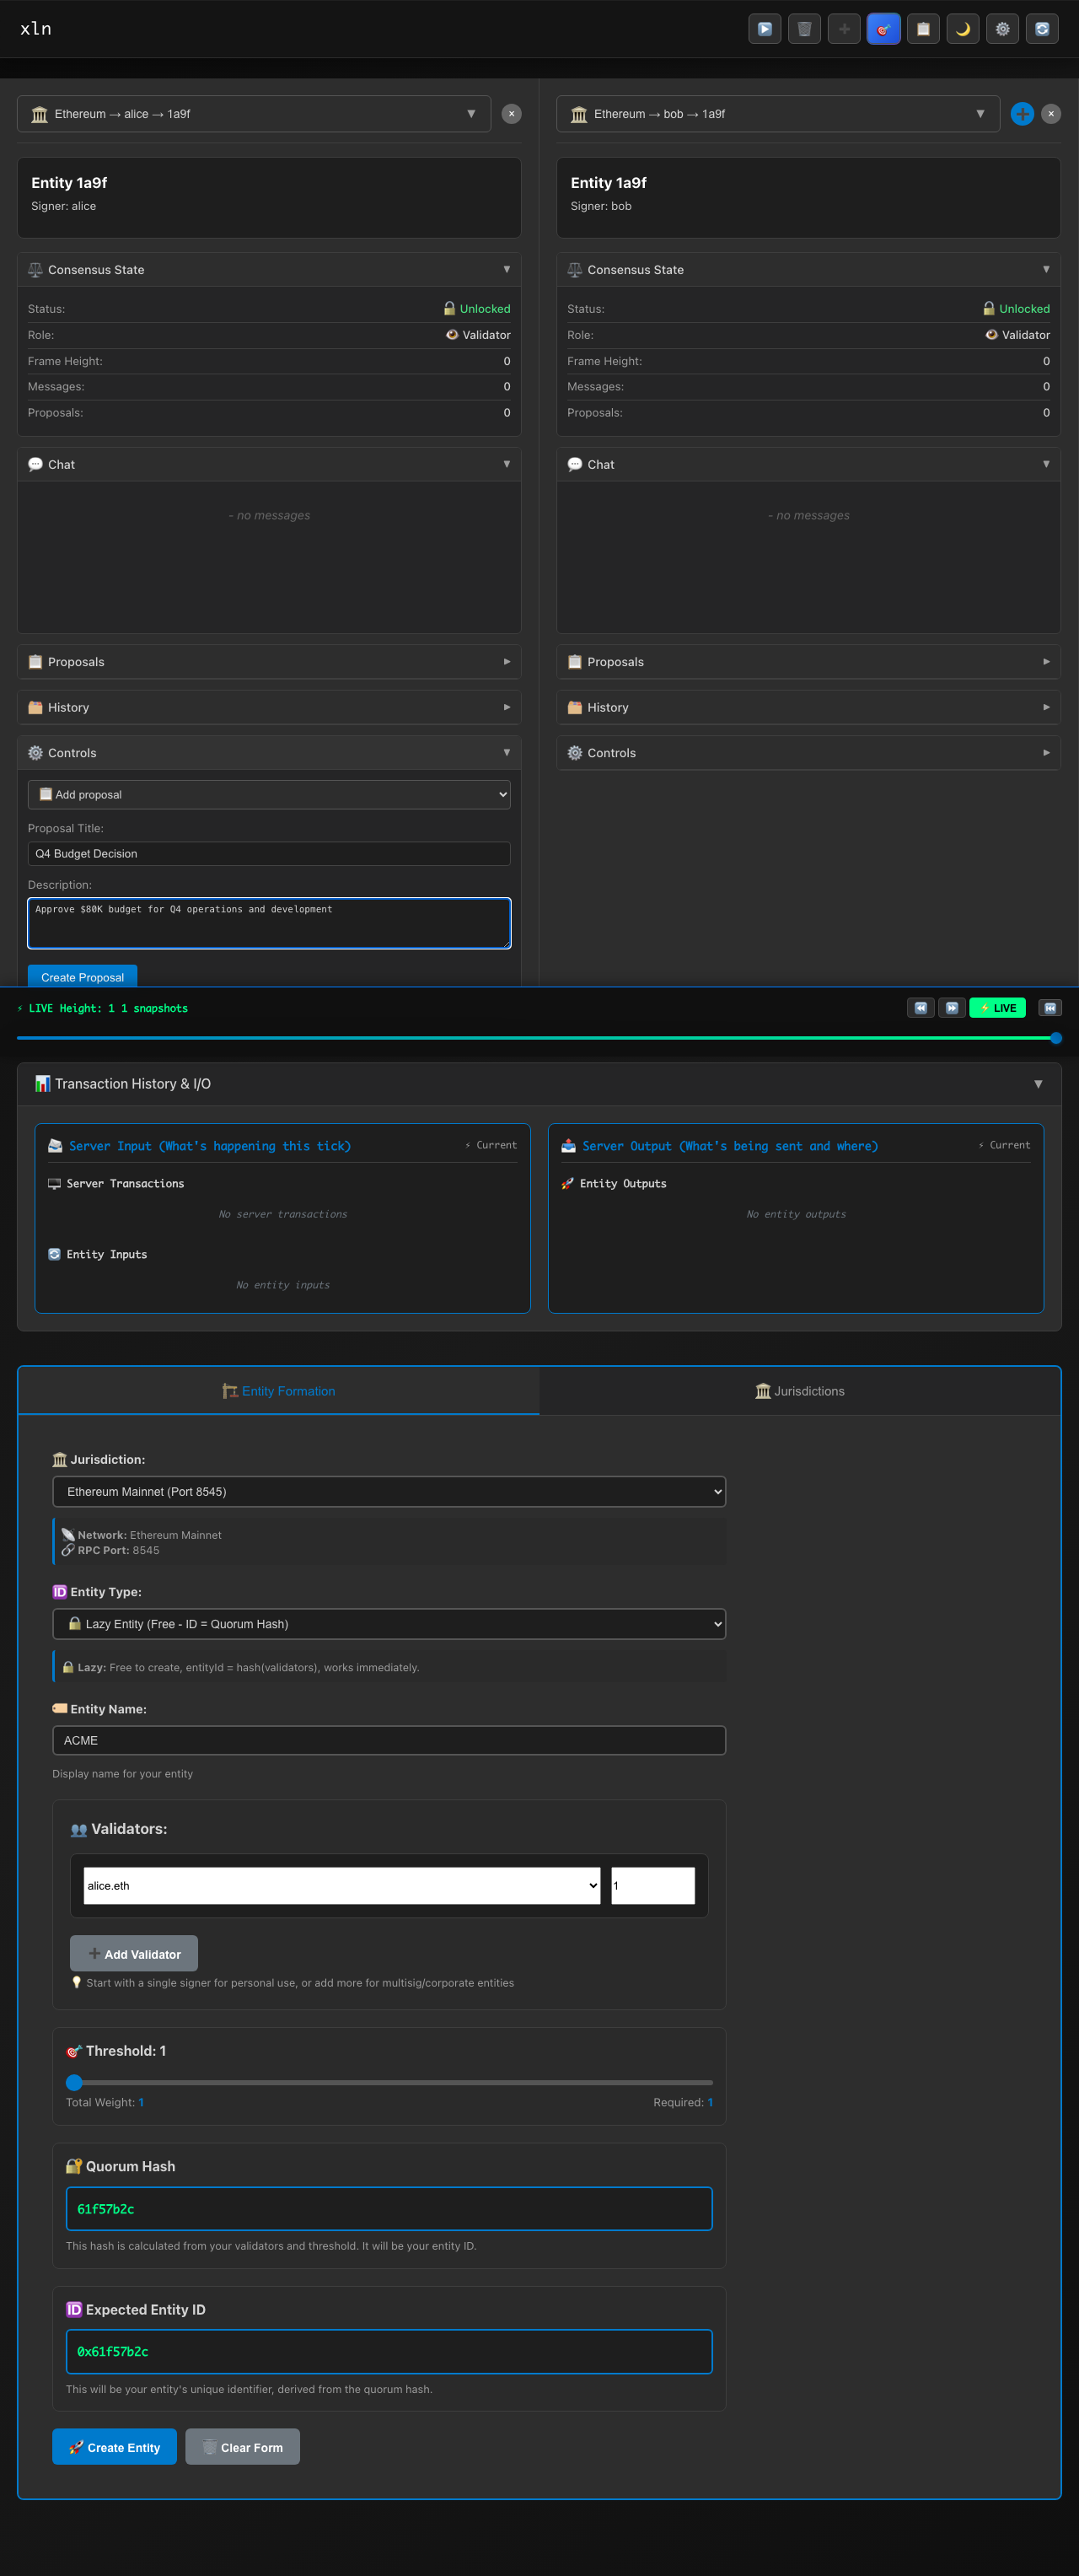 xln
Ethereum → alice → 1a9f
Entity 1a9f
Signer: alice
Consensus State
Status: Unlocked
Role: Validator
Frame Height: 0
Messages: 0
Proposals: 0
Chat
- no messages
Proposals
History
Controls
Add proposal
Proposal Title:
Q4 Budget Decision
Description:
Approve $80K budget for Q4 operations and development
Create Proposal
Ethereum → bob → 1a9f
Entity 1a9f
Signer: bob
Consensus State
Status: Unlocked
Role: Validator
Frame Height: 0
Messages: 0
Proposals: 0
Chat
- no messages
Proposals
History
Controls
⚡ LIVE Height: 1 1 snapshots
⚡ LIVE
Transaction History & I/O
Server Input (What's happening this tick) ⚡ Current
Server Transactions
No server transactions
Entity Inputs
No entity inputs
Server Output (What's being sent and where) ⚡ Current
Entity Outputs
No entity outputs
Entity Formation
Jurisdictions
Jurisdiction:
Ethereum Mainnet (Port 8545)
Network: Ethereum Mainnet
RPC Port: 8545
Entity Type:
Lazy Entity (Free - ID = Quorum Hash)
Lazy: Free to create, entityId = hash(validators), works immediately.
Entity Name:
ACME
Display name for your entity
Validators:
alice.eth 1
Add Validator
Start with a single signer for personal use, or add more for multisig/corporate entities
Threshold: 1
Total Weight: 1 Required: 1
Quorum Hash
61f57b2c
This hash is calculated from your validators and threshold. It will be your entity ID.
Expected Entity ID
0x61f57b2c
This will be your entity's unique identifier, derived from the quorum hash.
Create Entity
Clear Form